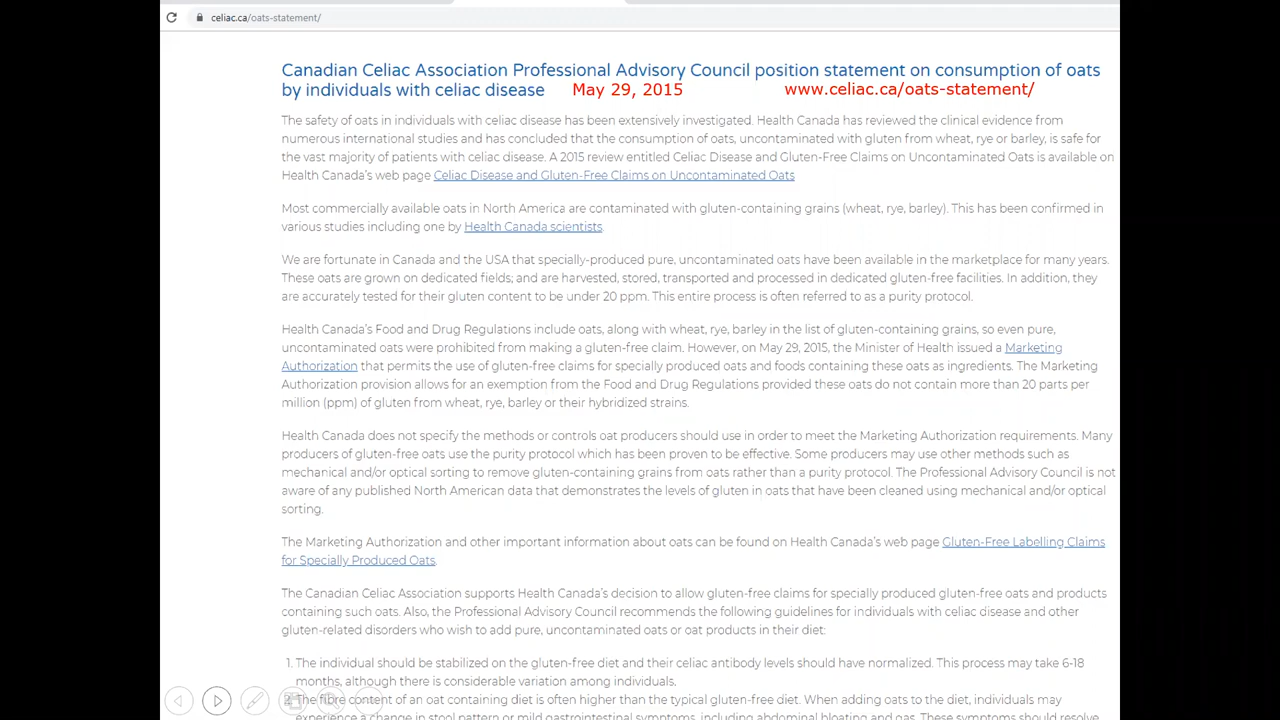 celiac.ca/oats-statement/
Canadian Celiac Association Professional Advisory Council position statement on consumption of oats
by individuals with celiac disease May 29, 2015 www.celiac.ca/oats-statement/
The safety of oats in individuals with celiac disease has been extensively investigated. Health Canada has reviewed the clinical evidence from
numerous international studies and has concluded that the consumption of oats, uncontaminated with gluten from wheat, rye or barley, is safe for
the vast majority of patients with celiac disease. A 2015 review entitled Celiac Disease and Gluten-Free Claims on Uncontaminated Oats is available on
Health Canada's web page Celiac Disease and Gluten-Free Claims on Uncontaminated Oats
Most commercially available oats in North America are contaminated with gluten-containing grains (wheat, rye, barley). This has been confirmed in
various studies including one by Health Canada scientists.
We are fortunate in Canada and the USA that specially-produced pure, uncontaminated oats have been available in the marketplace for many years.
These oats are grown on dedicated fields; and are harvested, stored, transported and processed in dedicated gluten-free facilities. In addition, they
are accurately tested for their gluten content to be under 20 ppm. This entire process is often referred to as a purity protocol.
Health Canada's Food and Drug Regulations include oats, along with wheat, rye, barley in the list of gluten-containing grains, so even pure,
uncontaminated oats were prohibited from making a gluten-free claim. However, on May 29, 2015, the Minister of Health issued a Marketing
Authorization that permits the use of gluten-free claims for specially produced oats and foods containing these oats as ingredients. The Marketing
Authorization provision allows for an exemption from the Food and Drug Regulations provided these oats do not contain more than 20 parts per
million (ppm) of gluten from wheat, rye, barley or their hybridized strains.
Health Canada does not specify the methods or controls oat producers should use in order to meet the Marketing Authorization requirements. Many
producers of gluten-free oats use the purity protocol which has been proven to be effective. Some producers may use other methods such as
mechanical and/or optical sorting to remove gluten-containing grains from oats rather than a purity protocol. The Professional Advisory Council is not
aware of any published North American data that demonstrates the levels of gluten in oats that have been cleaned using mechanical and/or optical
sorting.
The Marketing Authorization and other important information about oats can be found on Health Canada's web page Gluten-Free Labelling Claims
for Specially Produced Oats.
The Canadian Celiac Association supports Health Canada's decision to allow gluten-free claims for specially produced gluten-free oats and products
containing such oats. Also, the Professional Advisory Council recommends the following guidelines for individuals with celiac disease and other
gluten-related disorders who wish to add pure, uncontaminated oats or oat products in their diet:
1. The individual should be stabilized on the gluten-free diet and their celiac antibody levels should have normalized. This process may take 6-18
months, although there is considerable variation among individuals.
2. The fibre content of an oat containing diet is often higher than the typical gluten-free diet. When adding oats to the diet, individuals may
experience a change in stool pattern or mild gastrointestinal symptoms, including abdominal bloating and gas. These symptoms should resolve